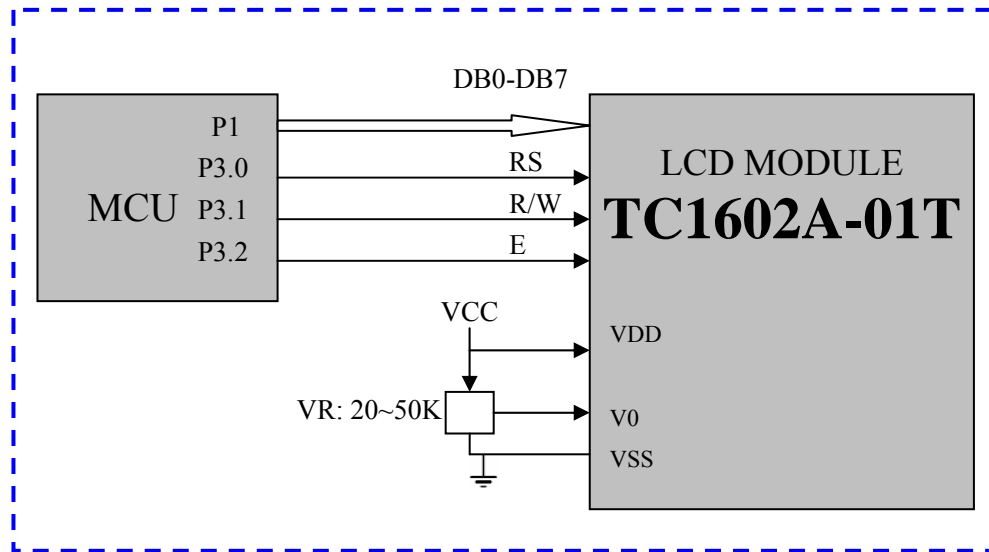 DB0-DB7
P1
P3.0
P3.1
P3.2
MCU
RS
R/W
E
LCD MODULE
TC1602A-01T
VCC
VDD
VR: 20~50K
V0
VSS